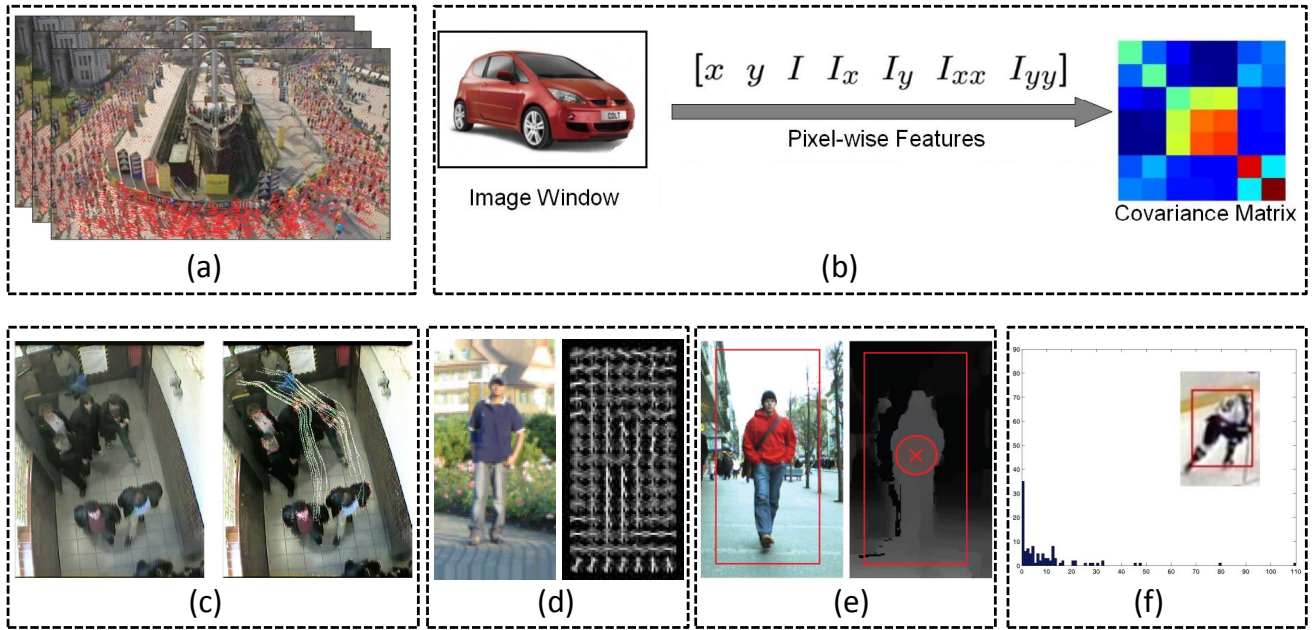 [x y I I_x I_y I_xx I_yy]
COLT
Pixel-wise Features
Image Window
Covariance Matrix
(a)
(b)
90
80
70
60
50
40
30
20
10
0
0 10 20 30 40 50 60 70 80 90 100 110
(c)
(d)
(e)
(f)